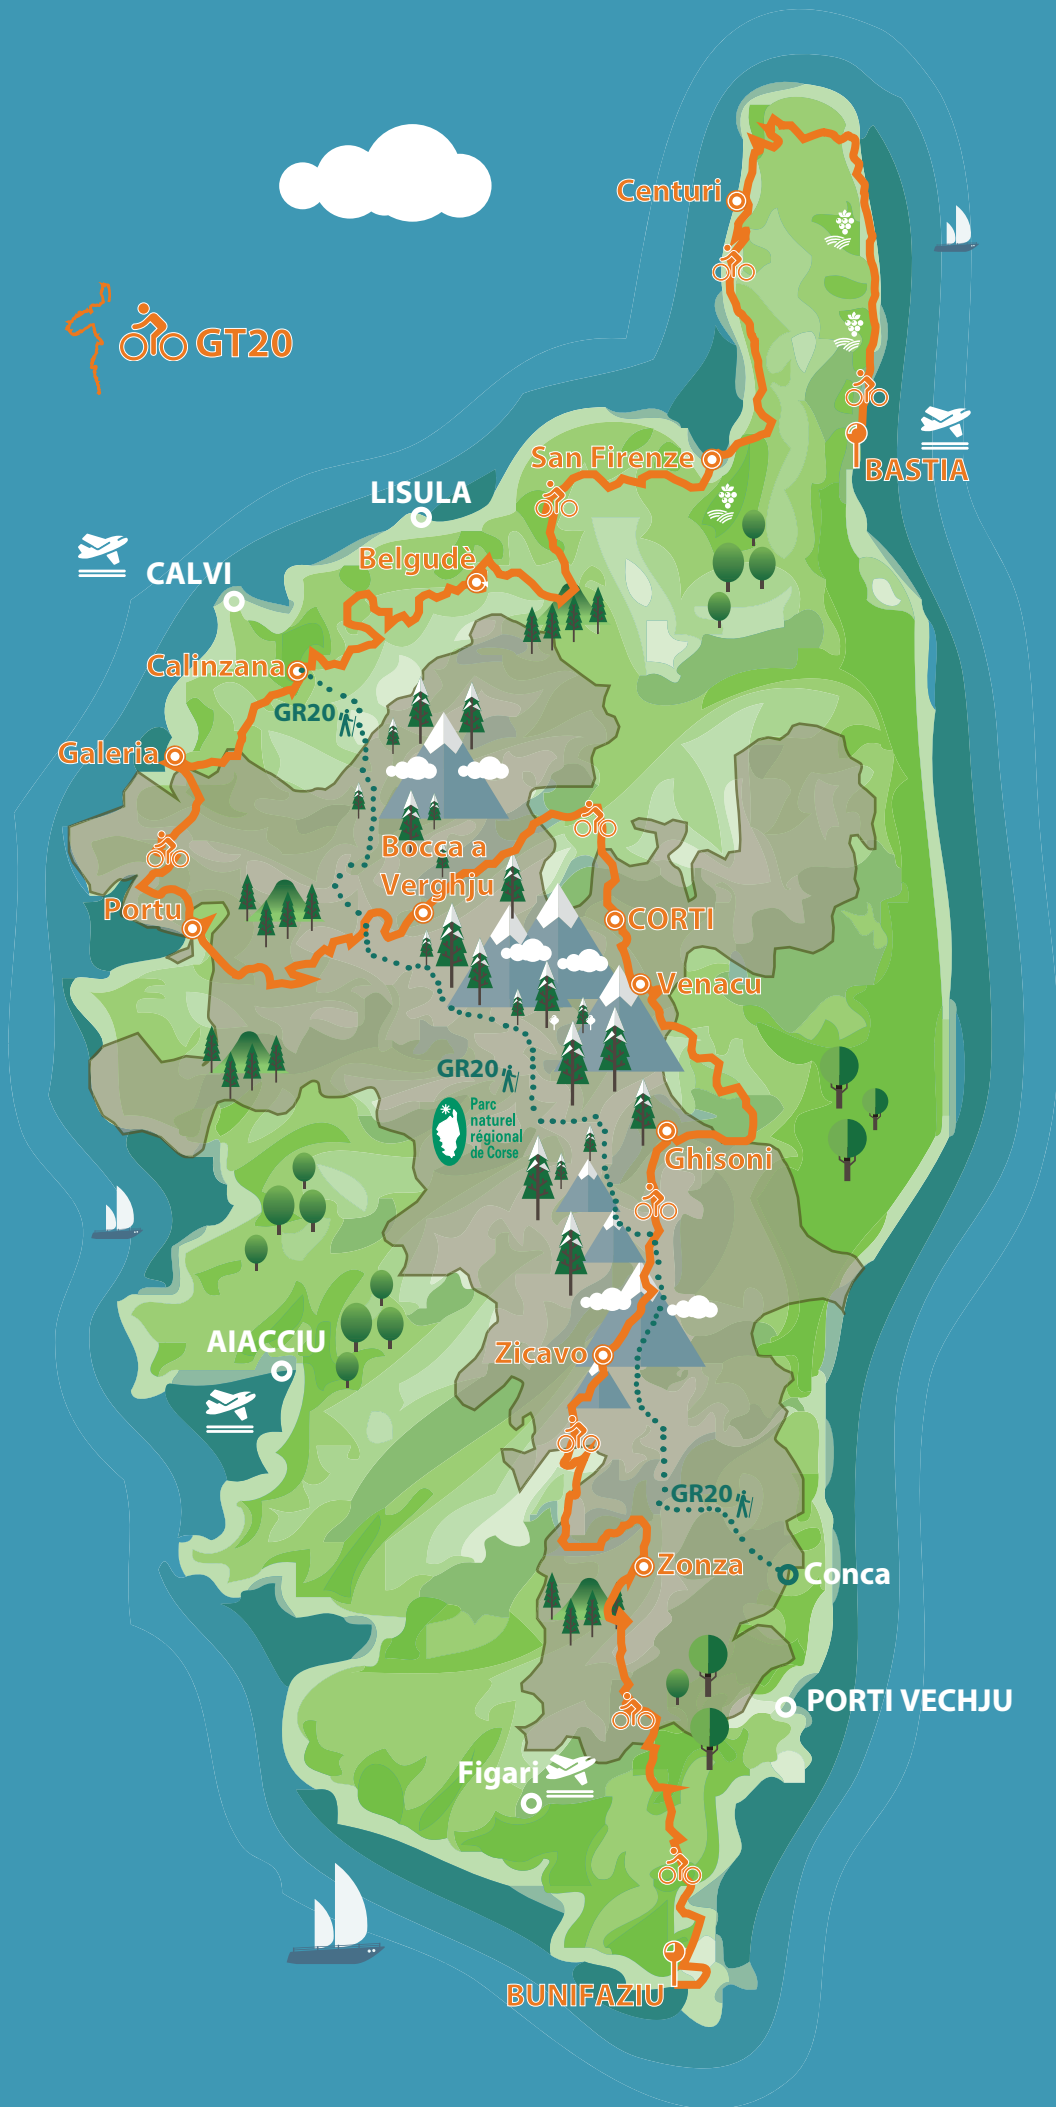 Centuri
GT20
San Firenze
BASTIA
LISULA
Belgudè
CALVI
Calinzana
GR20
Galeria
Bocca a
Verghju
Portu
CORTI
Venacu
GR20
Parc
naturel
régional
de Corse
Ghisoni
AIACCIU
Zicavo
GR20
Zonza
Conca
PORTI VECHJU
Figari
BUNIFAZIU